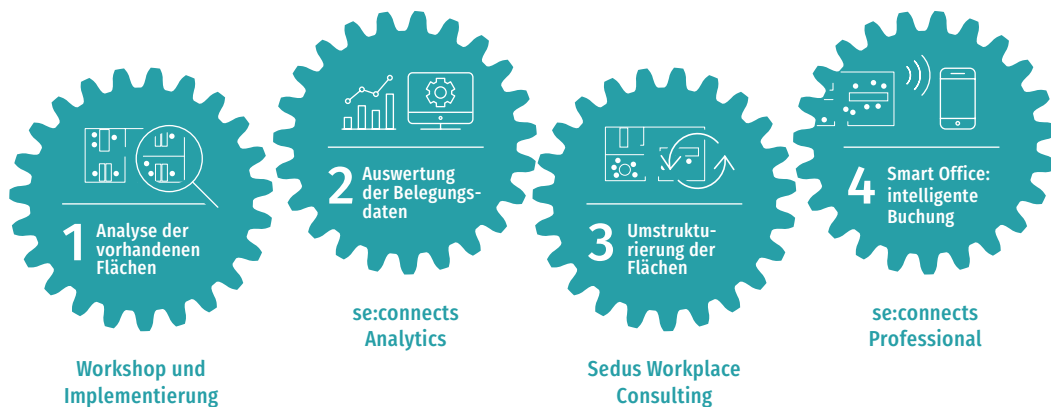 1 Analyse der
vorhandenen
Flächen
Workshop und
Implementierung
2 Auswertung
der Belegungs-
daten
se:connects
Analytics
3 Umstruktu-
rierung der
Flächen
Sedus Workplace
Consulting
4 Smart Office:
intelligente
Buchung
se:connects
Professional